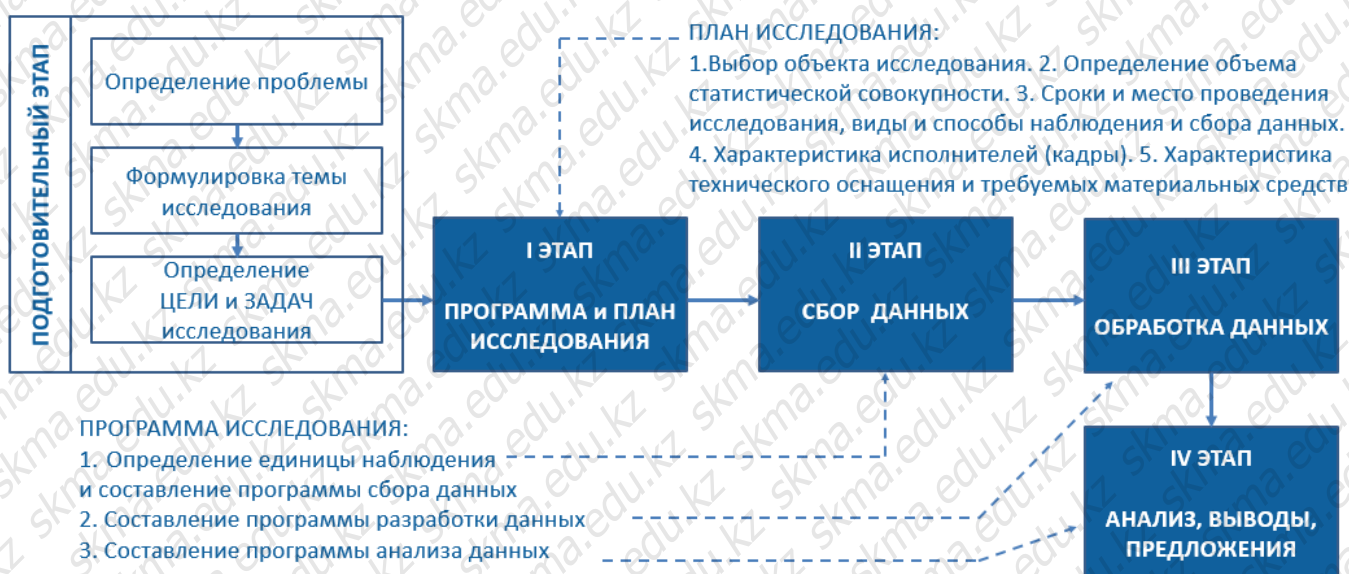 ПОДГОТОВИТЕЛЬНЫЙ ЭТАП
Определение проблемы
Формулировка темы
исследования
Определение
ЦЕЛИ и ЗАДАЧ
исследования
ПЛАН ИССЛЕДОВАНИЯ:
1.Выбор объекта исследования. 2. Определение объема
статистической совокупности. 3. Сроки и место проведения
исследования, виды и способы наблюдения и сбора данных.
4. Характеристика исполнителей (кадры). 5. Характеристика
технического оснащения и требуемых материальных средств
I ЭТАП
ПРОГРАММА и ПЛАН
ИССЛЕДОВАНИЯ
II ЭТАП
СБОР ДАННЫХ
III ЭТАП
ОБРАБОТКА ДАННЫХ
IV ЭТАП
АНАЛИЗ, ВЫВОДЫ,
ПРЕДЛОЖЕНИЯ
ПРОГРАММА ИССЛЕДОВАНИЯ:
1. Определение единицы наблюдения
и составление программы сбора данных
2. Составление программы разработки данных
3. Составление программы анализа данных
skma.edu.kz